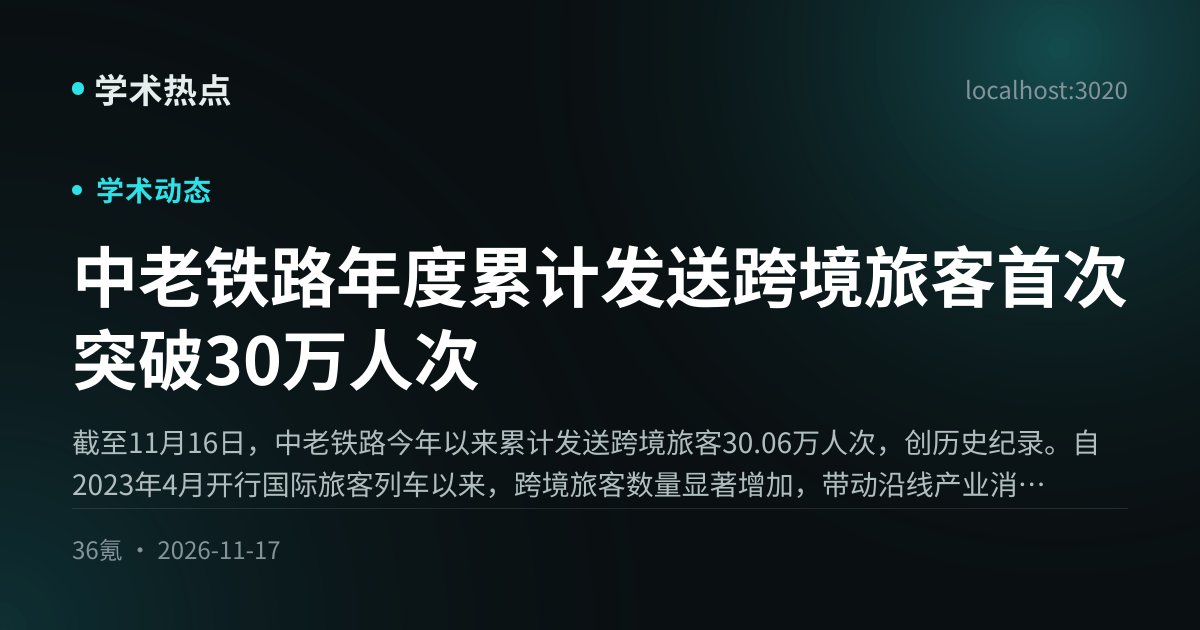 学术热点
localhost:3020
学术动态
中老铁路年度累计发送跨境旅客首次
突破30万人次
截至11月16日，中老铁路今年以来累计发送跨境旅客30.06万人次，创历史纪录。自
2023年4月开行国际旅客列车以来，跨境旅客数量显著增加，带动沿线产业消…
36氪 · 2026-11-17